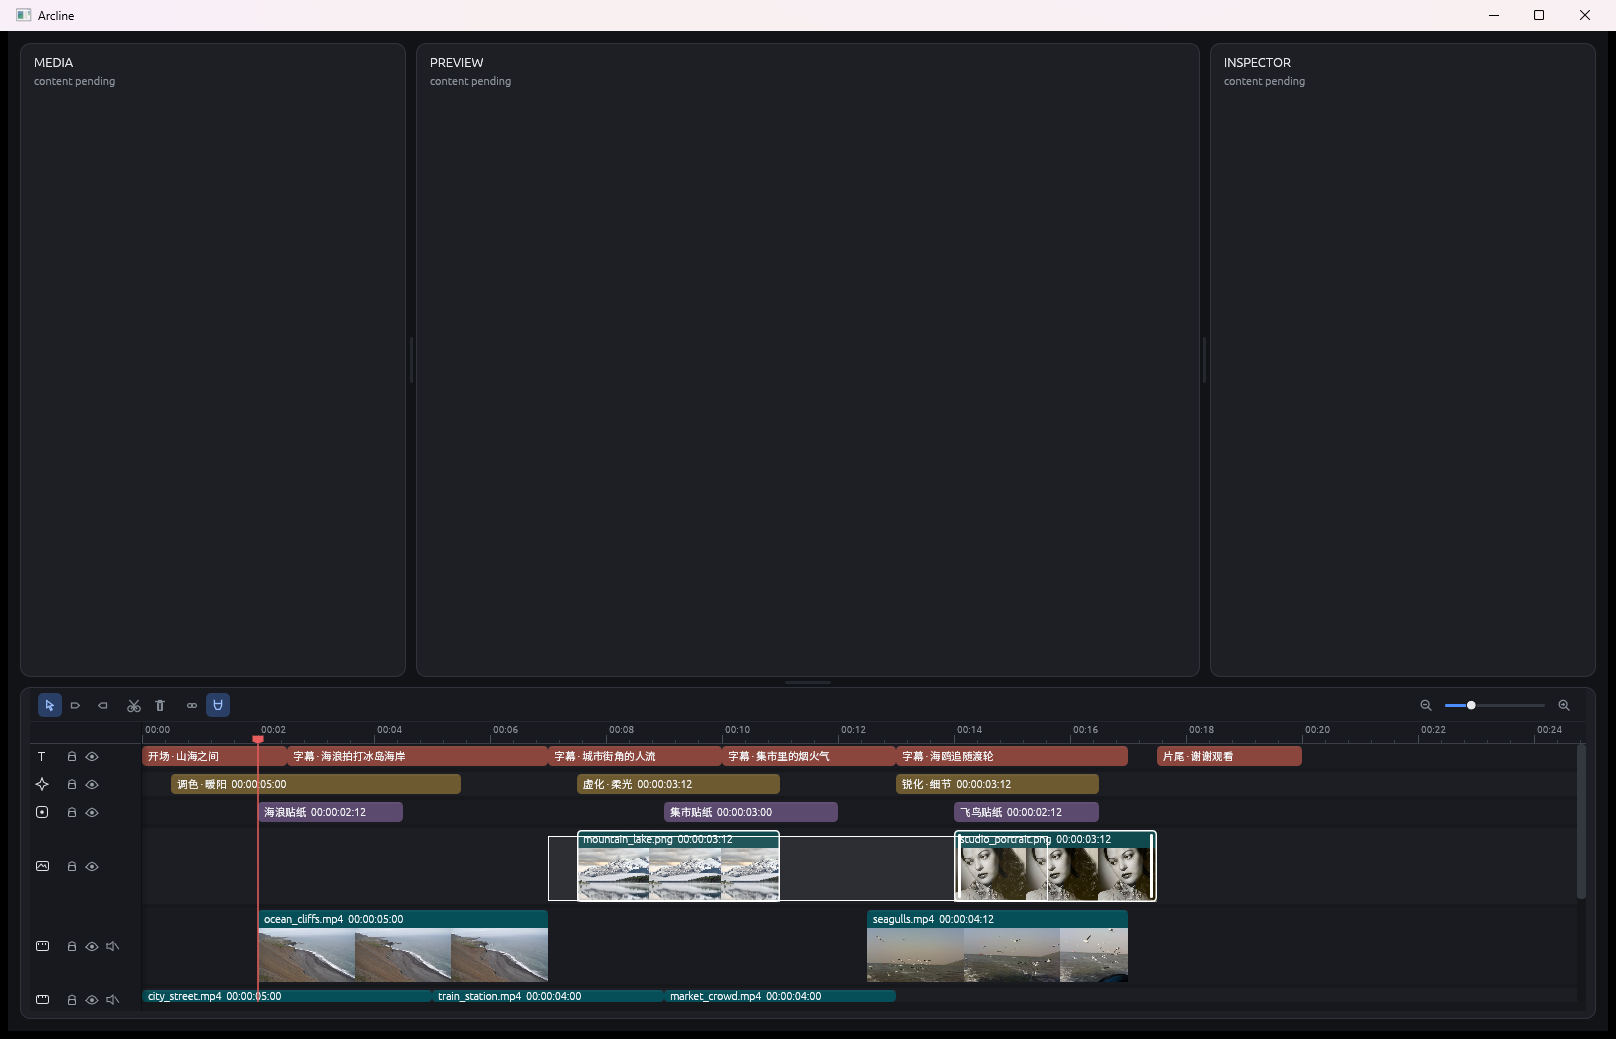 Arcline
MEDIA
content pending
PREVIEW
content pending
INSPECTOR
content pending
00:00 00:02 00:04 00:06 00:08 00:10 00:12 00:14 00:16 00:18 00:20 00:22 00:24
T
开场·山海之间 字幕·海浪拍打冰岛海岸 字幕·城市街角的人流 字幕·集市里的烟火气 字幕·海鸥追随渡轮 片尾·谢谢观看
调色·暖阳 00:00:05:00 虚化·柔光 00:00:03:12 锐化·细节 00:00:03:12
海浪贴纸 00:00:02:12 集市贴纸 00:00:03:00 飞鸟贴纸 00:00:02:12
mountain_lake.png 00:00:03:12 studio_portrait.png 00:00:03:12
ocean_cliffs.mp4 00:00:05:00 seagulls.mp4 00:00:04:12
city_street.mp4 00:00:05:00 train_station.mp4 00:00:04:00 market_crowd.mp4 00:00:04:00